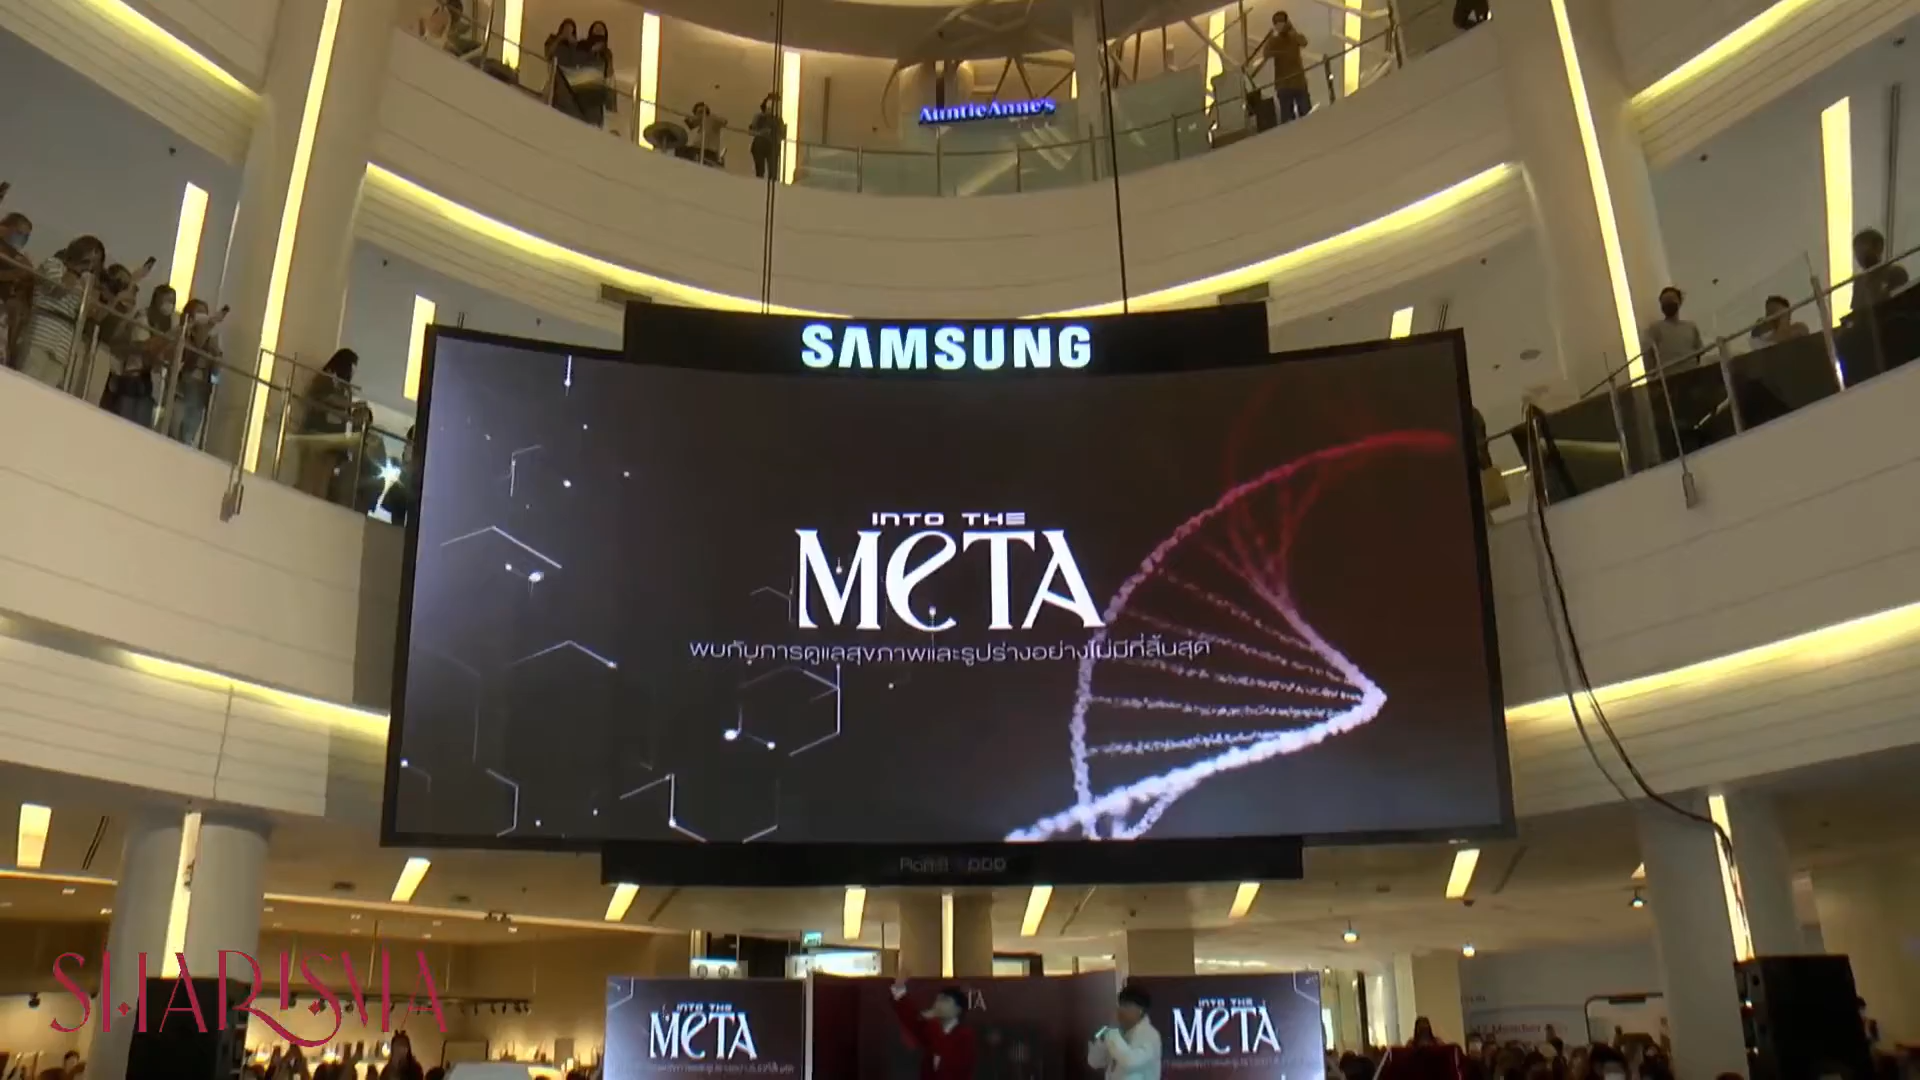 AuntieAnne's
SAMSUNG
INTO THE
META
พบกับการดูแลสุขภาพและรูปร่างอย่างไม่มีที่สิ้นสุด
SHARISMA
INTO THE
META
INTO THE
META